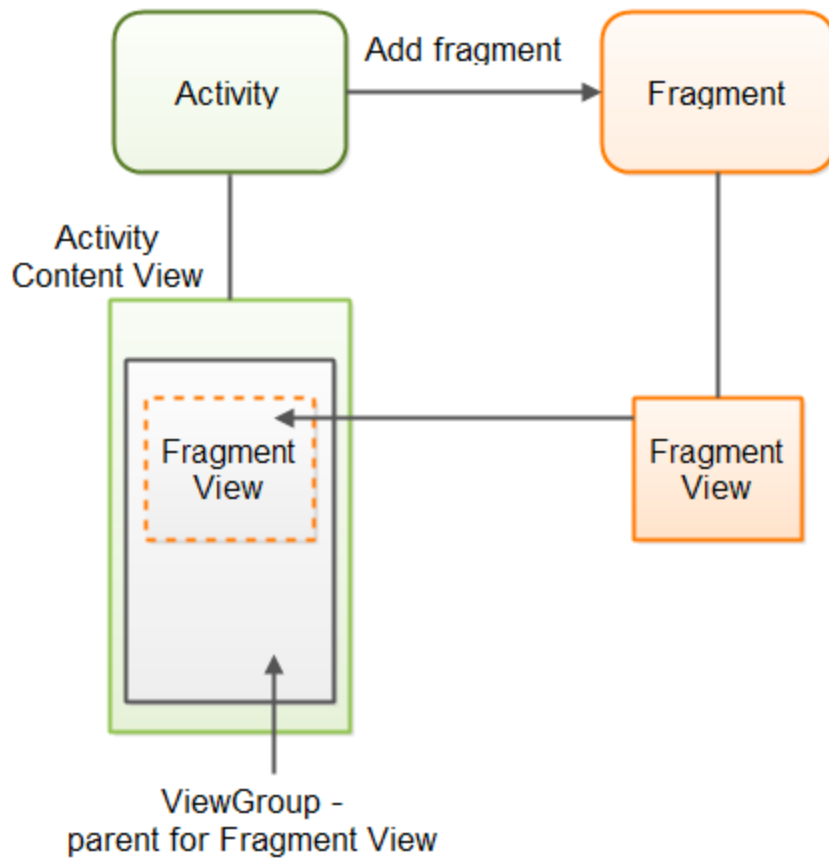 Activity
Add fragment
Fragment
Activity
Content View
Fragment
View
Fragment
View
ViewGroup -
parent for Fragment View